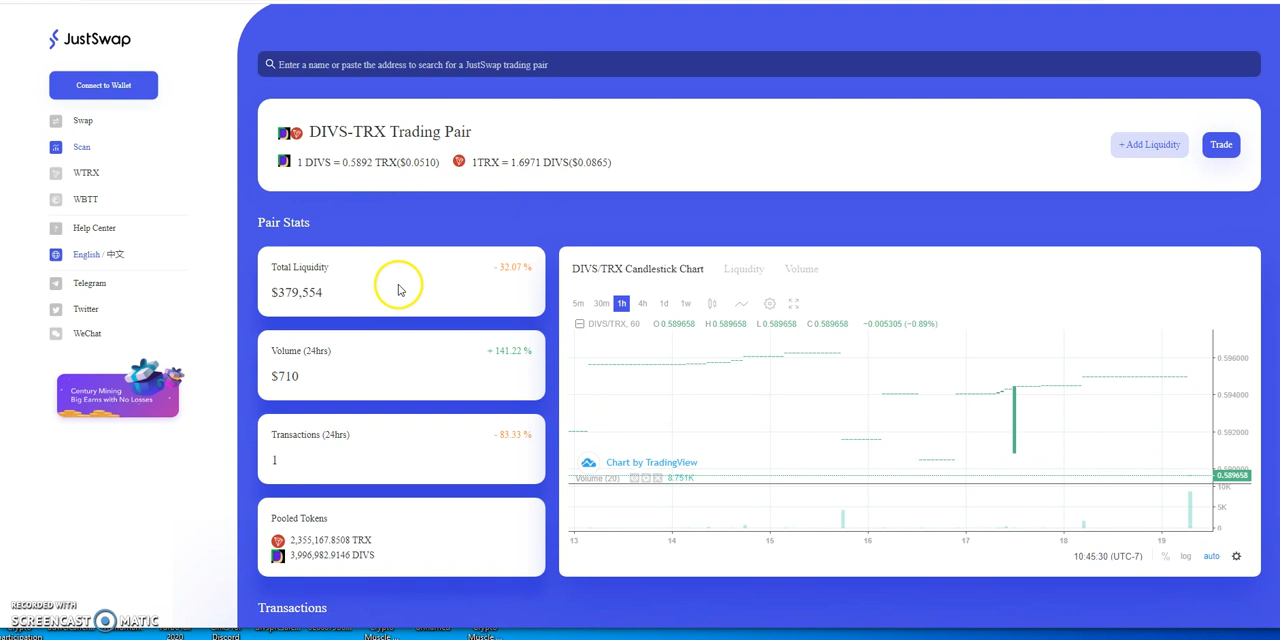 JustSwap
Connect to Wallet
Swap
Scan
WTRX
WBTT
Help Center
English / 中文
Telegram
Twitter
WeChat
Century Mining
Big Earns with No Losses
Enter a name or paste the address to search for a JustSwap trading pair
DIVS-TRX Trading Pair
1 DIVS = 0.5892 TRX($0.0510) 1TRX = 1.6971 DIVS($0.0865)
+ Add Liquidity
Trade
Pair Stats
Total Liquidity - 32.07 %
$379,554
Volume (24hrs) + 141.22 %
$710
Transactions (24hrs) - 83.33 %
1
Pooled Tokens
2,355,167.8508 TRX
3,996,982.9146 DIVS
DIVS/TRX Candlestick Chart Liquidity Volume
5m 30m 1h 4h 1d 1w
DIVS/TRX, 60 O 0.589658 H 0.589658 L 0.589658 C 0.589658 −0.005305 (−0.89%)
0.596000
0.594000
0.592000
0.589658
Chart by TradingView
Volume (20) 8.751K
10K
5K
0
13 14 15 16 17 18 19
10:45:30 (UTC-7) % log auto
Transactions
RECORDED WITH
SCREENCAST MATIC
2020 Discord Muscle... Muscle...